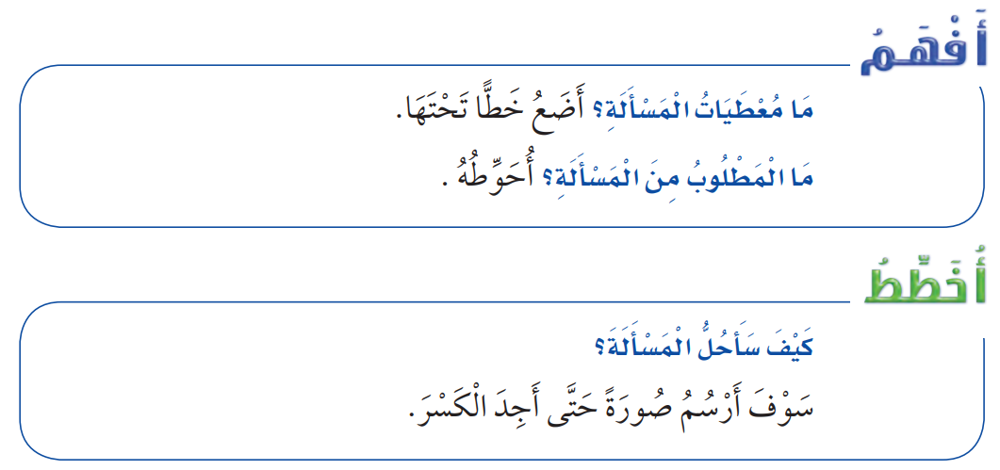 أَفْهَمُ
مَا مُعْطَيَاتُ الْمَسْأَلَةِ؟ أَضَعُ خَطًّا تَحْتَهَا.
مَا الْمَطْلُوبُ مِنَ الْمَسْأَلَةِ؟ أُحَوِّطُهُ .
أُخَطِّطُ
كَيْفَ سَأَحُلُّ الْمَسْأَلَةَ؟
سَوْفَ أَرْسُمُ صُورَةً حَتَّى أَجِدَ الْكَسْرَ.